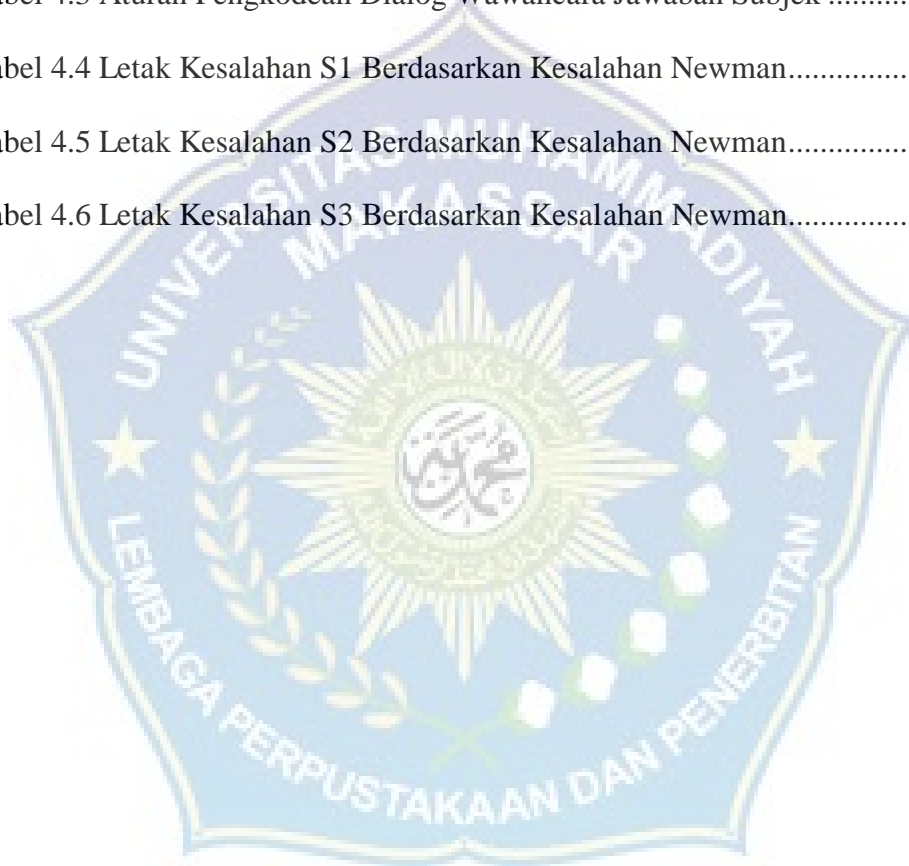 abel 4.3 Aturan Pengkodean Dialog Wawancara Jawaban Subjek ..........
abel 4.4 Letak Kesalahan S1 Berdasarkan Kesalahan Newman...............
abel 4.5 Letak Kesalahan S2 Berdasarkan Kesalahan Newman...............
abel 4.6 Letak Kesalahan S3 Berdasarkan Kesalahan Newman...............
UNIVERSITAS MUHAMMADIYAH
MAKASSAR
محمدية
LEMBAGA PERPUSTAKAAN DAN PENERBITAN